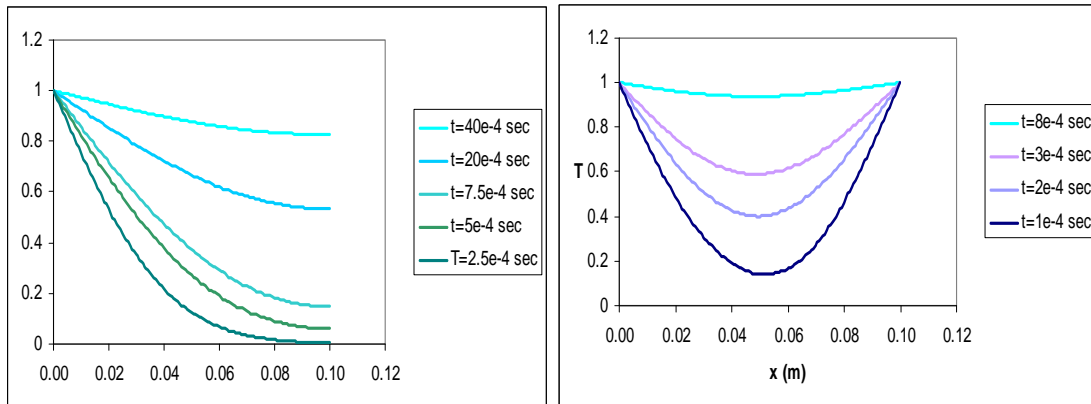 1.2
1
0.8
0.6
0.4
0.2
0
0.00 0.02 0.04 0.06 0.08 0.10 0.12
t=40e-4 sec
t=20e-4 sec
t=7.5e-4 sec
t=5e-4 sec
T=2.5e-4 sec
1.2
1
0.8
T 0.6
0.4
0.2
0
0.00 0.02 0.04 0.06 0.08 0.10 0.12
x (m)
t=8e-4 sec
t=3e-4 sec
t=2e-4 sec
t=1e-4 sec